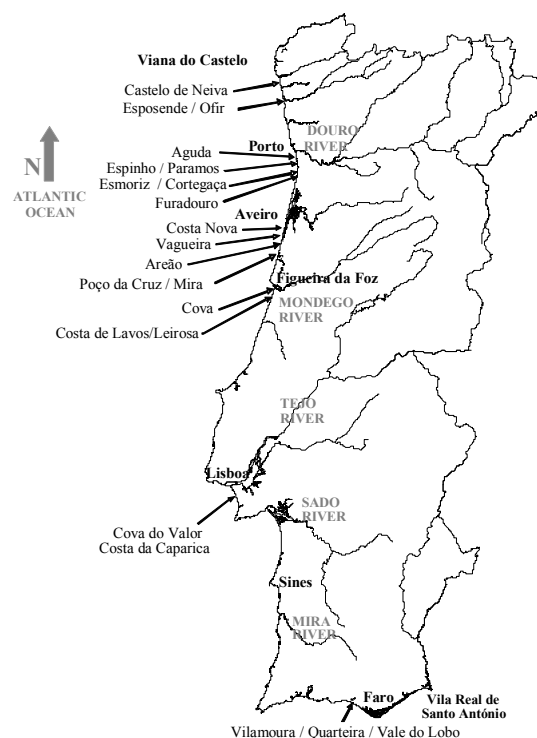 Viana do Castelo
Castelo de Neiva
Esposende / Ofir
DOURO
RIVER
Porto
Aguda
Espinho / Paramos
Esmoriz / Cortegaça
Furadouro
N
ATLANTIC
OCEAN
Aveiro
Costa Nova
Vagueira
Areão
Poço da Cruz / Mira
Figueira da Foz
Cova
MONDEGO
RIVER
Costa de Lavos/Leirosa
TEJO
RIVER
Lisboa
SADO
RIVER
Cova do Valor
Costa da Caparica
Sines
MIRA
RIVER
Faro
Vila Real de
Santo António
Vilamoura / Quarteira / Vale do Lobo